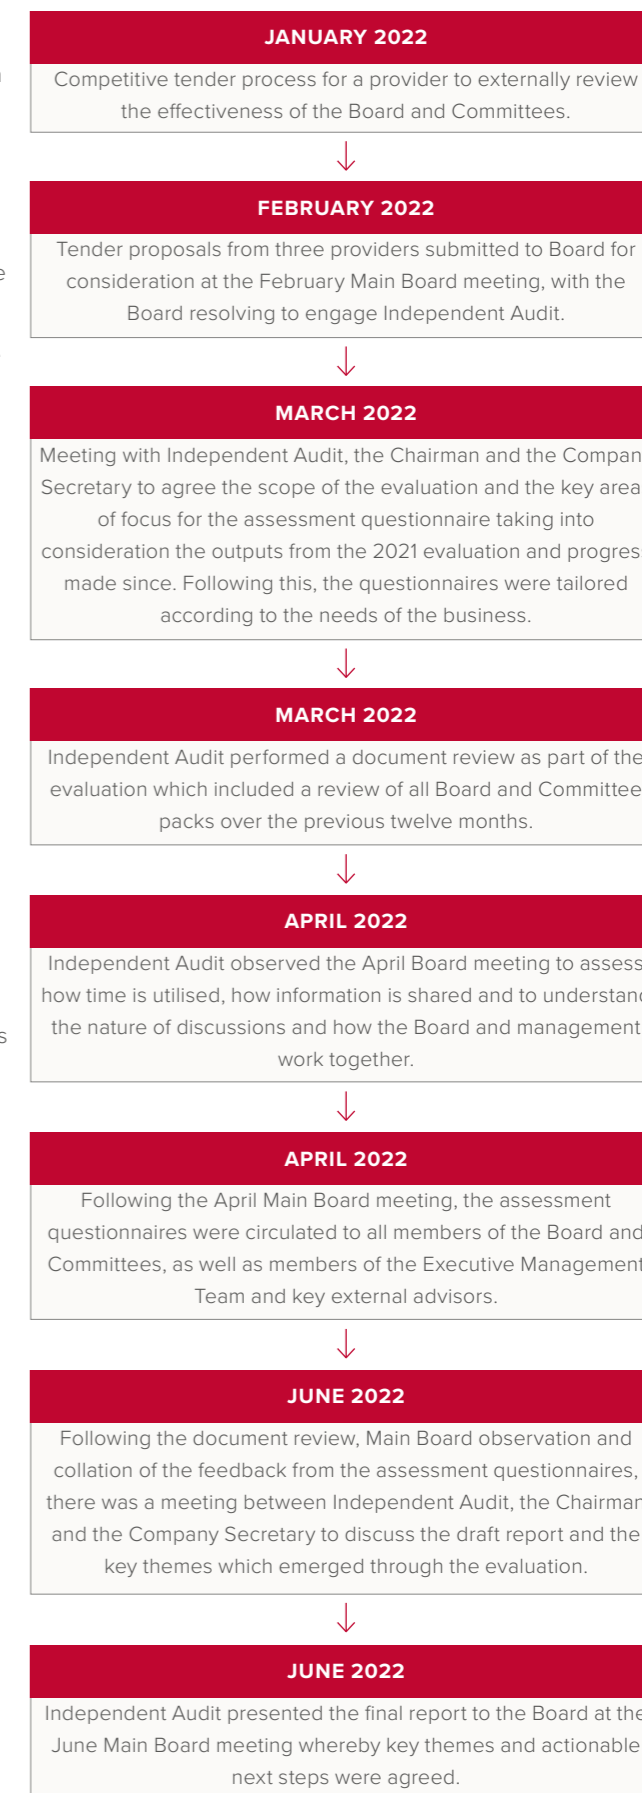 JANUARY 2022
Competitive tender process for a provider to externally review
the effectiveness of the Board and Committees.
FEBRUARY 2022
Tender proposals from three providers submitted to Board for
consideration at the February Main Board meeting, with the
Board resolving to engage Independent Audit.
MARCH 2022
Meeting with Independent Audit, the Chairman and the Compan
Secretary to agree the scope of the evaluation and the key area
of focus for the assessment questionnaire taking into
consideration the outputs from the 2021 evaluation and progres
made since. Following this, the questionnaires were tailored
according to the needs of the business.
MARCH 2022
Independent Audit performed a document review as part of the
evaluation which included a review of all Board and Committee
packs over the previous twelve months.
APRIL 2022
Independent Audit observed the April Board meeting to assess
how time is utilised, how information is shared and to understand
the nature of discussions and how the Board and management
work together.
APRIL 2022
Following the April Main Board meeting, the assessment
questionnaires were circulated to all members of the Board and
Committees, as well as members of the Executive Management
Team and key external advisors.
JUNE 2022
Following the document review, Main Board observation and
collation of the feedback from the assessment questionnaires,
there was a meeting between Independent Audit, the Chairman
and the Company Secretary to discuss the draft report and the
key themes which emerged through the evaluation.
JUNE 2022
Independent Audit presented the final report to the Board at the
June Main Board meeting whereby key themes and actionable
next steps were agreed.